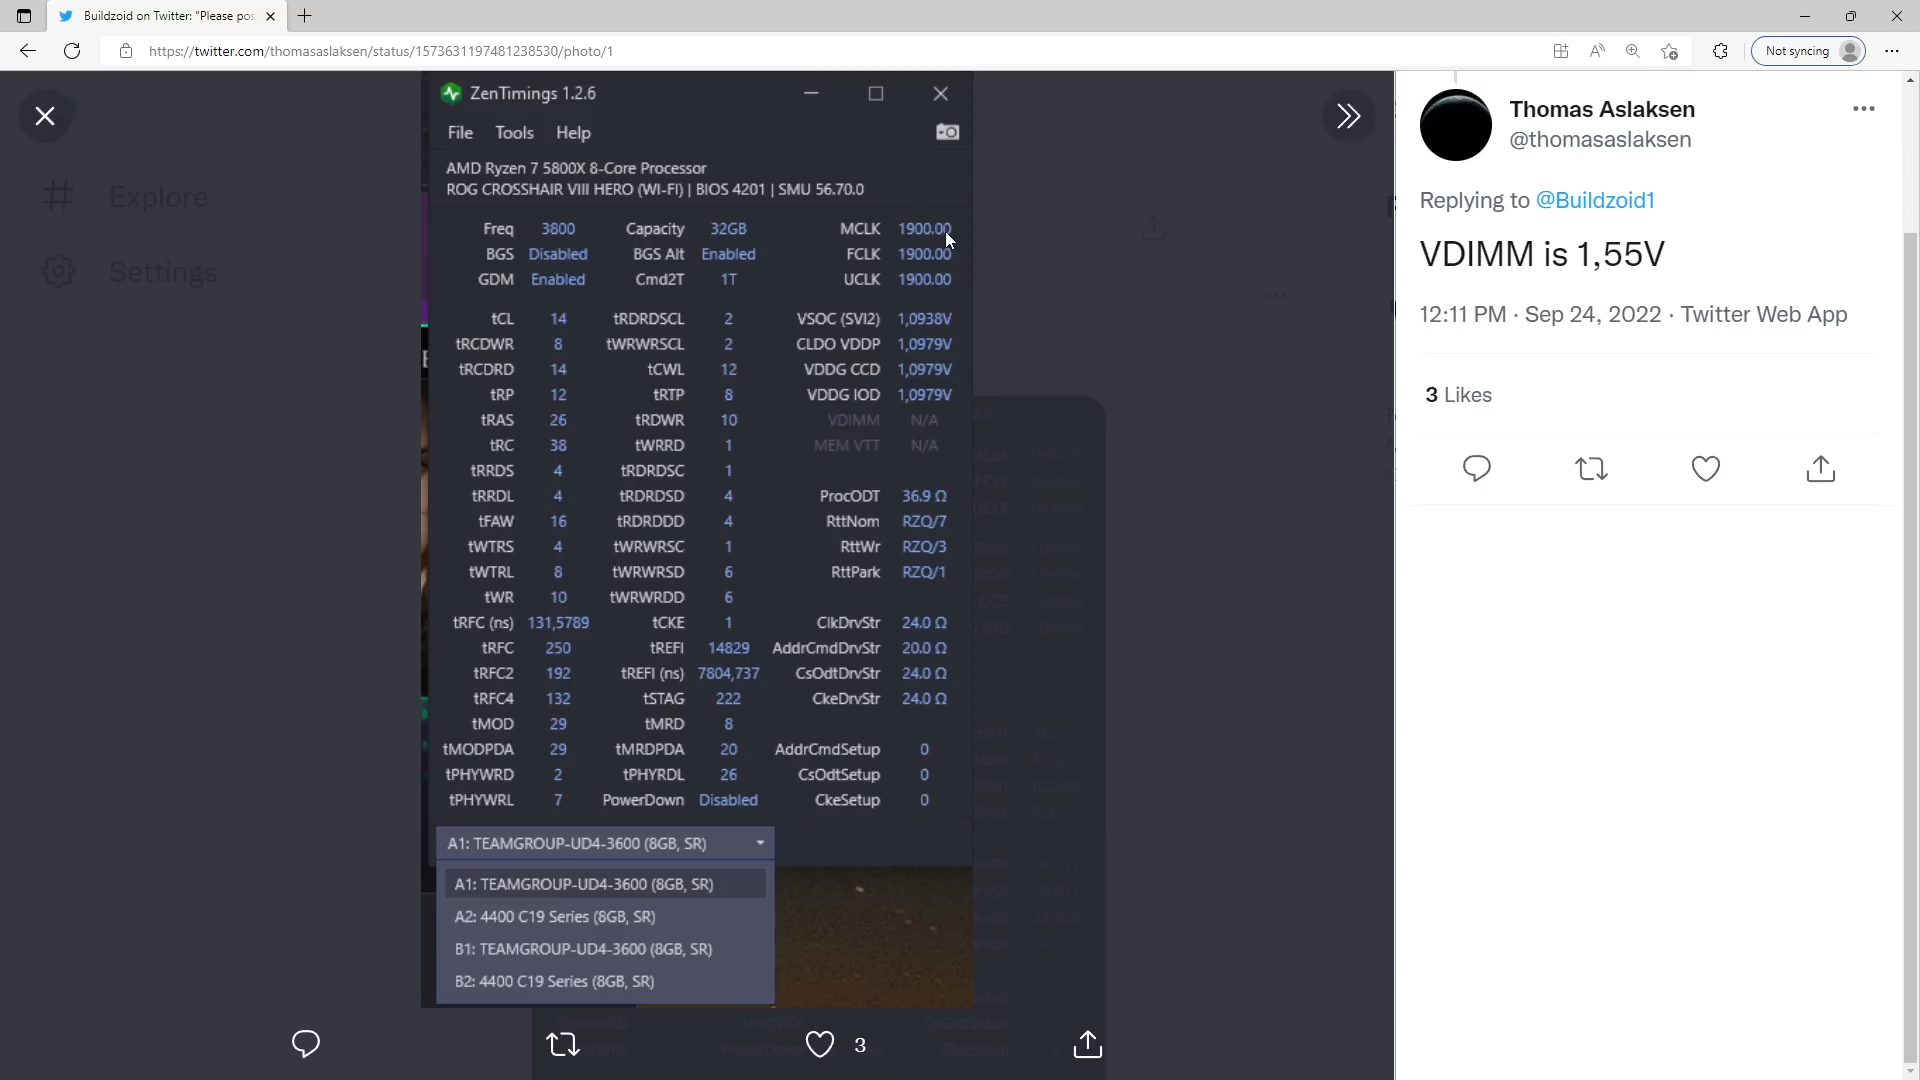 Buildzoid on Twitter: "Please pos
https://twitter.com/thomasaslaksen/status/1573631197481238530/photo/1
Not syncing
Explore
Settings
ZenTimings 1.2.6
File Tools Help
AMD Ryzen 7 5800X 8-Core Processor
ROG CROSSHAIR VIII HERO (WI-FI) | BIOS 4201 | SMU 56.70.0
Freq 3800 Capacity 32GB MCLK 1900.00
BGS Disabled BGS Alt Enabled FCLK 1900.00
GDM Enabled Cmd2T 1T UCLK 1900.00
tCL 14 tRDRDSCL 2 VSOC (SVI2) 1,0938V
tRCDWR 8 tWRWRSCL 2 CLDO VDDP 1,0979V
tRCDRD 14 tCWL 12 VDDG CCD 1,0979V
tRP 12 tRTP 8 VDDG IOD 1,0979V
tRAS 26 tRDWR 10 VDIMM N/A
tRC 38 tWRRD 1 MEM VTT N/A
tRRDS 4 tRDRDSC 1
tRRDL 4 tRDRDSD 4 ProcODT 36.9 Ω
tFAW 16 tRDRDDD 4 RttNom RZQ/7
tWTRS 4 tWRWRSC 1 RttWr RZQ/3
tWTRL 8 tWRWRSD 6 RttPark RZQ/1
tWR 10 tWRWRDD 6
tRFC (ns) 131,5789 tCKE 1 ClkDrvStr 24.0 Ω
tRFC 250 tREFI 14829 AddrCmdDrvStr 20.0 Ω
tRFC2 192 tREFI (ns) 7804,737 CsOdtDrvStr 24.0 Ω
tRFC4 132 tSTAG 222 CkeDrvStr 24.0 Ω
tMOD 29 tMRD 8
tMODPDA 29 tMRDPDA 20 AddrCmdSetup 0
tPHYWRD 2 tPHYRDL 26 CsOdtSetup 0
tPHYWRL 7 PowerDown Disabled CkeSetup 0
A1: TEAMGROUP-UD4-3600 (8GB, SR)
A1: TEAMGROUP-UD4-3600 (8GB, SR)
A2: 4400 C19 Series (8GB, SR)
B1: TEAMGROUP-UD4-3600 (8GB, SR)
B2: 4400 C19 Series (8GB, SR)
3
Thomas Aslaksen
@thomasaslaksen
Replying to @Buildzoid1
VDIMM is 1,55V
12:11 PM · Sep 24, 2022 · Twitter Web App
3 Likes